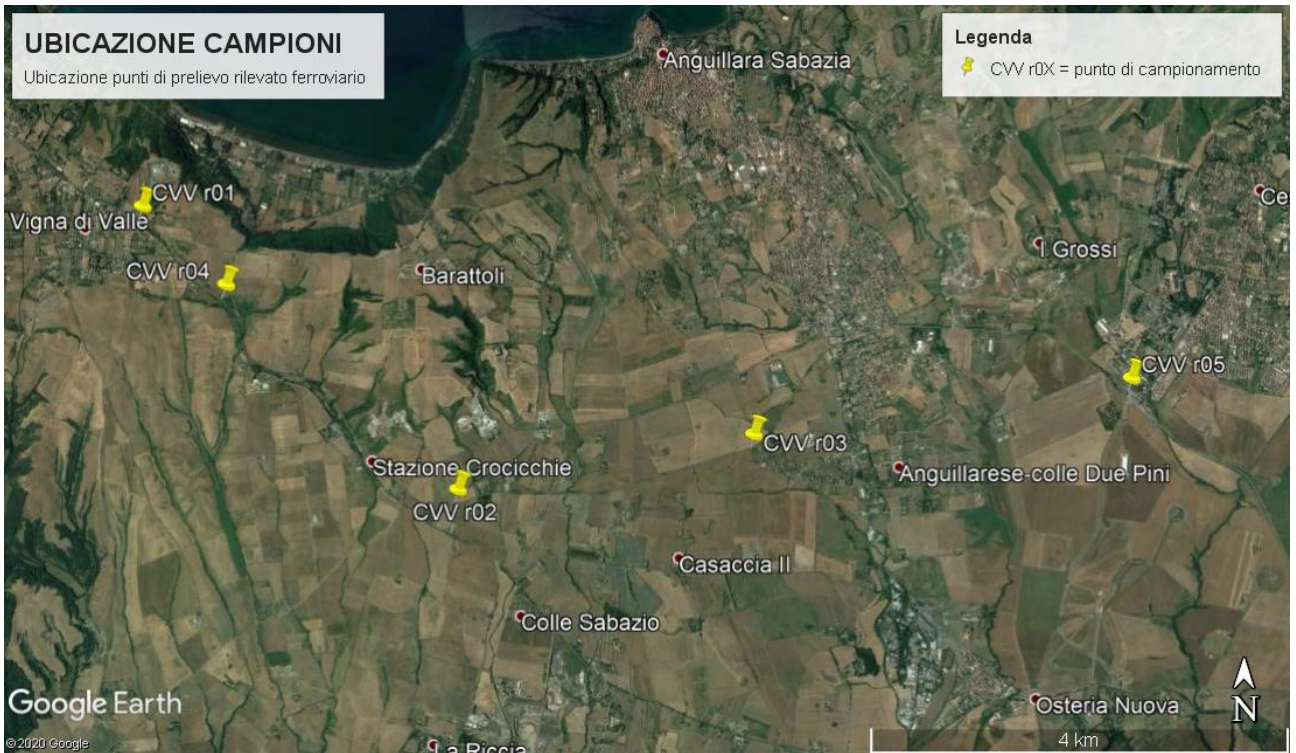 UBICAZIONE CAMPIONI
Ubicazione punti di prelievo rilevato ferroviario
Legenda
CVV r0X = punto di campionamento
Anguillara Sabazia
CVV r01
Ce
Vigna di Valle
I Grossi
CVV r04
Barattoli
CVV r05
CVV r03
Stazione Crocicchie
Anguillarese-colle Due Pini
CVV r02
Casaccia II
Colle Sabazio
Osteria Nuova
Google Earth
N
©2020 Google
La Riccia
4 km